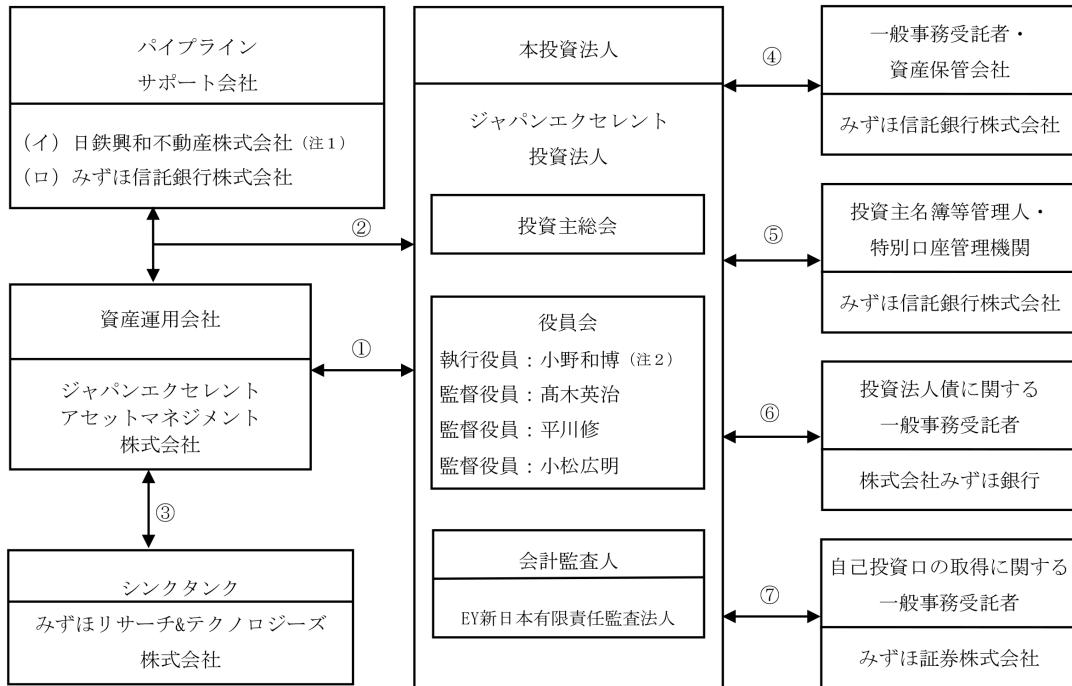 パイプライン
サポート会社
（イ）日鉄興和不動産株式会社（注１）
（ロ）みずほ信託銀行株式会社
②
資産運用会社
ジャパンエクセレント
アセットマネジメント
株式会社
①
③
シンクタンク
みずほリサーチ&テクノロジーズ
株式会社
本投資法人
ジャパンエクセレント
投資法人
投資主総会
役員会
執行役員：小野和博（注２）
監督役員：髙木英治
監督役員：平川修
監督役員：小松広明
会計監査人
EY新日本有限責任監査法人
④
一般事務受託者・
資産保管会社
みずほ信託銀行株式会社
⑤
投資主名簿等管理人・
特別口座管理機関
みずほ信託銀行株式会社
⑥
投資法人債に関する
一般事務受託者
株式会社みずほ銀行
⑦
自己投資口の取得に関する
一般事務受託者
みずほ証券株式会社